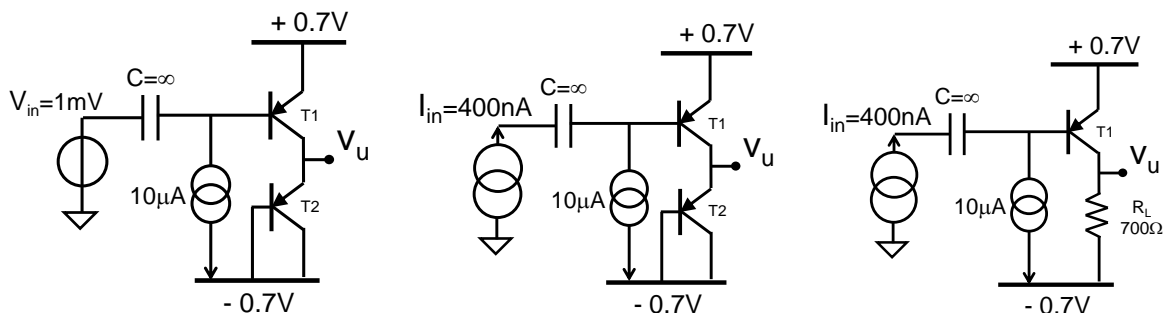 + 0.7V
C=∞
V_in=1mV
T1
V_u
10μA
T2
- 0.7V
+ 0.7V
C=∞
I_in=400nA
T1
V_u
10μA
T2
- 0.7V
+ 0.7V
C=∞
I_in=400nA
T1
V_u
10μA
R_L
700Ω
- 0.7V